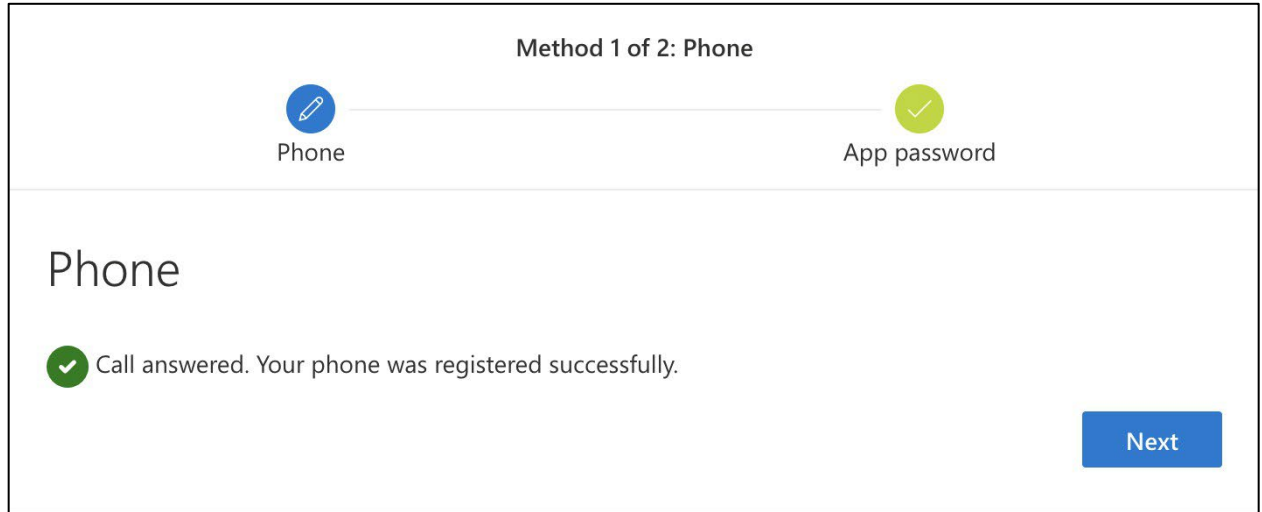 Method 1 of 2: Phone
Phone
App password
Phone
Call answered. Your phone was registered successfully.
Next